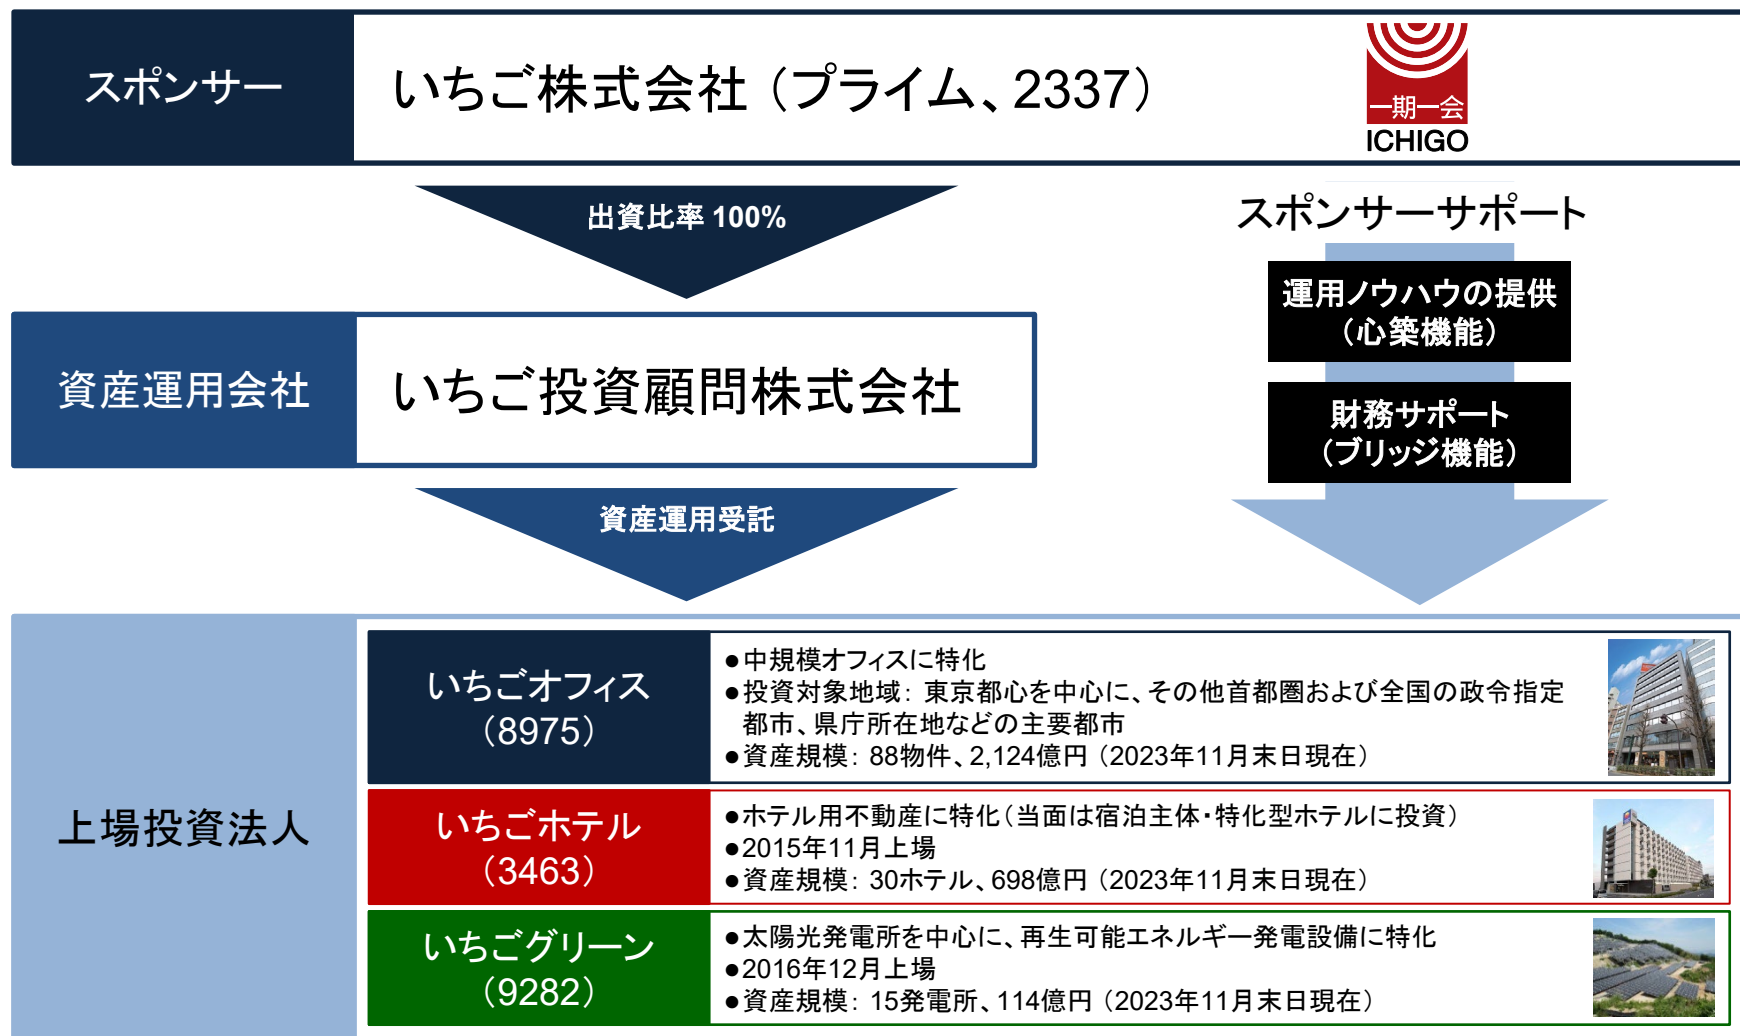 スポンサー
いちご株式会社（プライム、2337）
一期一会
ICHIGO
出資比率 100%
スポンサーサポート
運用ノウハウの提供
（心築機能）
財務サポート
（ブリッジ機能）
資産運用会社
いちご投資顧問株式会社
資産運用受託
上場投資法人
いちごオフィス
（8975）
●中規模オフィスに特化
●投資対象地域： 東京都心を中心に、その他首都圏および全国の政令指定
都市、県庁所在地などの主要都市
●資産規模： 88物件、2,124億円（2023年11月末日現在）
いちごホテル
（3463）
●ホテル用不動産に特化（当面は宿泊主体・特化型ホテルに投資）
●2015年11月上場
●資産規模： 30ホテル、698億円（2023年11月末日現在）
いちごグリーン
（9282）
●太陽光発電所を中心に、再生可能エネルギー発電設備に特化
●2016年12月上場
●資産規模： 15発電所、114億円（2023年11月末日現在）